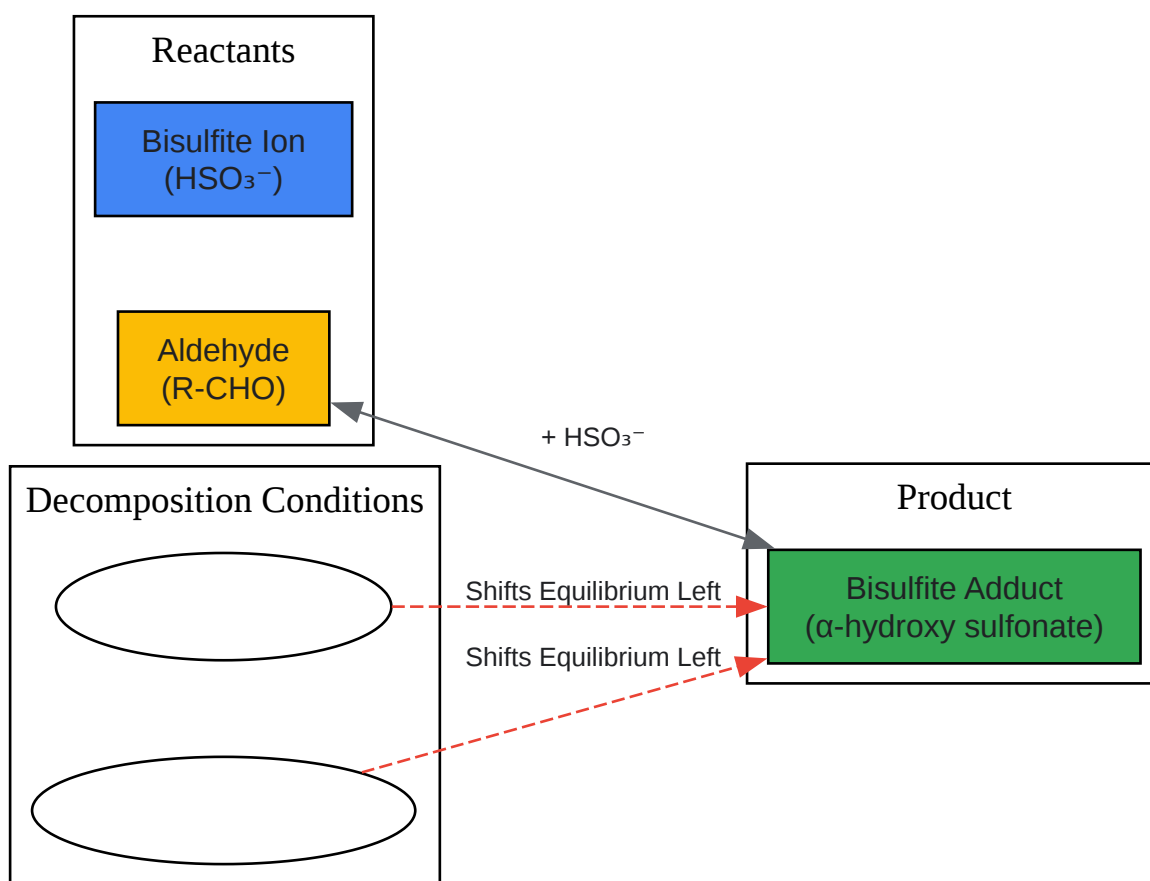 Reactants
Bisulfite Ion
(HSO₃⁻)
Aldehyde
(R-CHO)
+ HSO₃⁻
Decomposition Conditions
Product
Shifts Equilibrium Left
Bisulfite Adduct
(α-hydroxy sulfonate)
Shifts Equilibrium Left